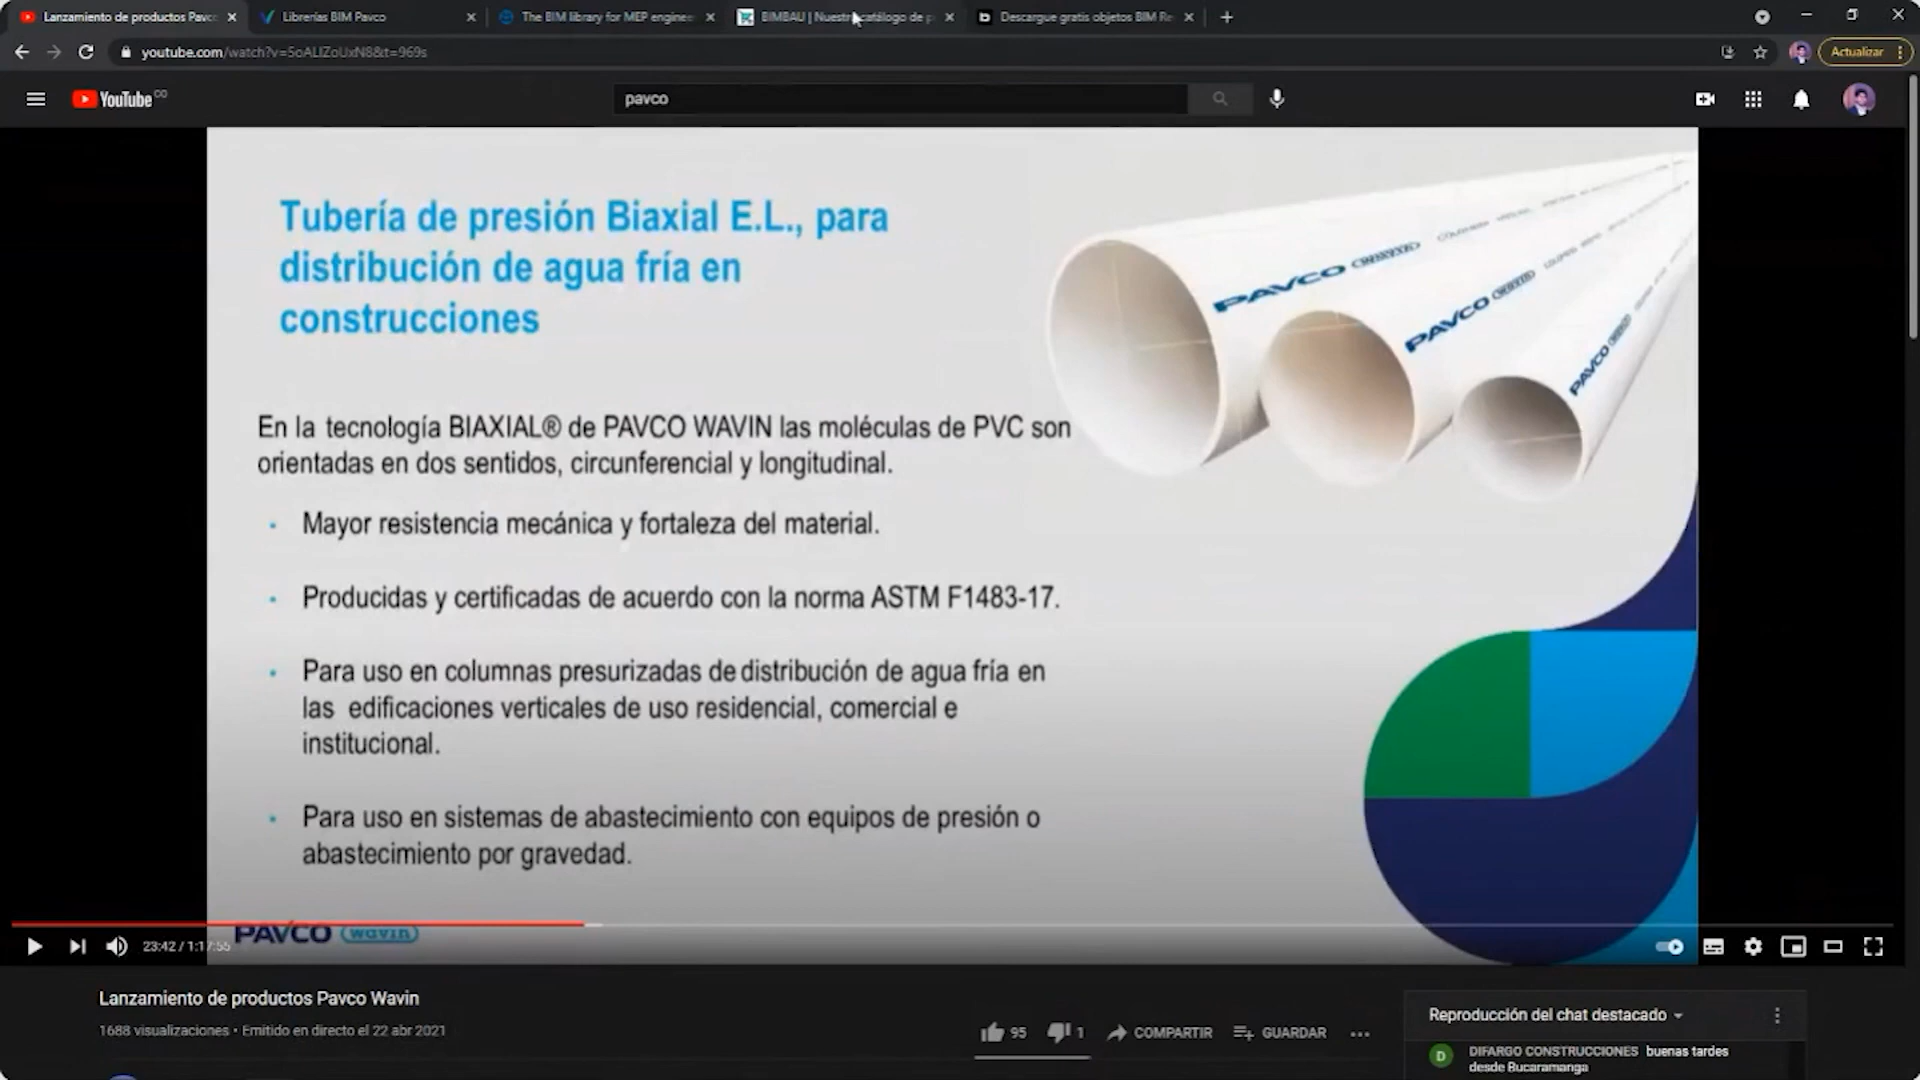 Lanzamiento de productos Pavco
Librerías BIM Pavco
The BIM library for MEP enginee
BIMBAU | Nuestro catálogo de p
Descargue gratis objetos BIM Re
youtube.com/watch?v=5oALIZoUxN8&t=969s
Actualizar
YouTube CO
pavco
Tubería de presión Biaxial E.L., para
distribución de agua fría en
construcciones
PAVCO wavin
PAVCO wavin
PAVCO
En la tecnología BIAXIAL® de PAVCO WAVIN las moléculas de PVC son
orientadas en dos sentidos, circunferencial y longitudinal.
• Mayor resistencia mecánica y fortaleza del material.
• Producidas y certificadas de acuerdo con la norma ASTM F1483-17.
• Para uso en columnas presurizadas de distribución de agua fría en
las edificaciones verticales de uso residencial, comercial e
institucional.
• Para uso en sistemas de abastecimiento con equipos de presión o
abastecimiento por gravedad.
PAVCO wavin
23:42 / 1:17:55
Lanzamiento de productos Pavco Wavin
1688 visualizaciones • Emitido en directo el 22 abr 2021
95
1
COMPARTIR
GUARDAR
Reproducción del chat destacado
D
DIFARGO CONSTRUCCIONES buenas tardes
desde Bucaramanga